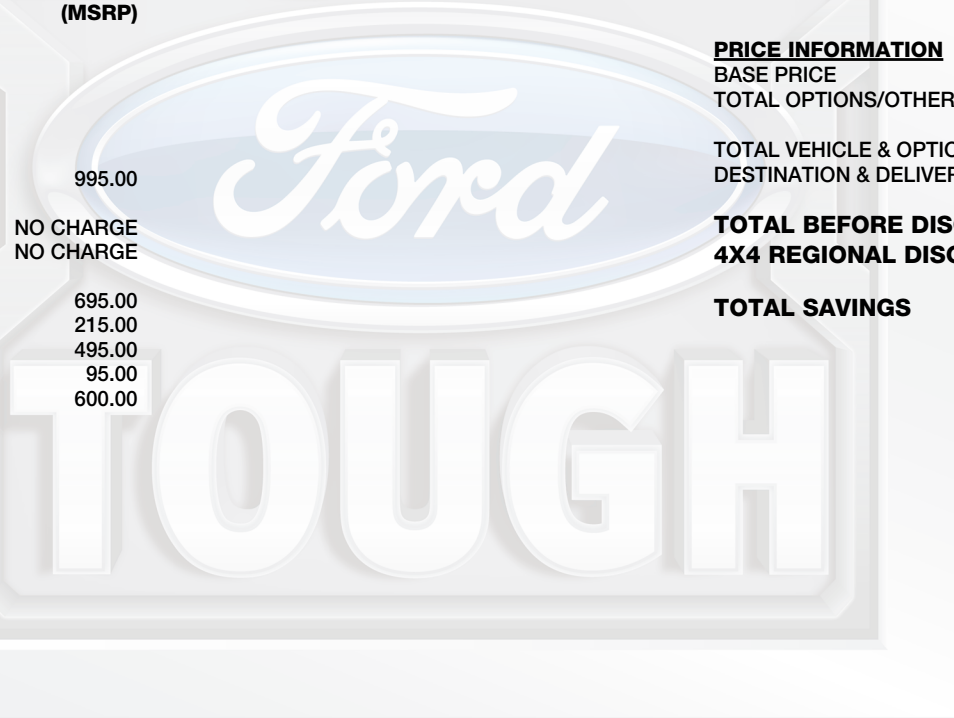 (MSRP)
995.00
NO CHARGE
NO CHARGE
695.00
215.00
495.00
95.00
600.00
PRICE INFORMATION
BASE PRICE
TOTAL OPTIONS/OTHER
TOTAL VEHICLE & OPTIO
DESTINATION & DELIVER
TOTAL BEFORE DISC
4X4 REGIONAL DISC
TOTAL SAVINGS
Ford
TOUGH